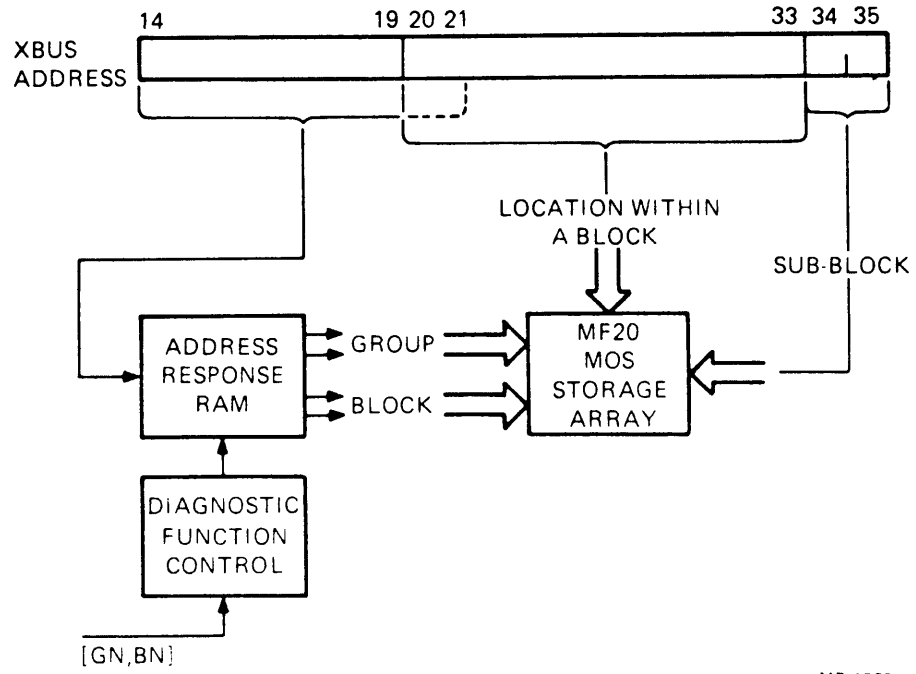 14 19 20 21 33 34 35
XBUS
ADDRESS
LOCATION WITHIN
A BLOCK
SUB-BLOCK
ADDRESS
RESPONSE
RAM
GROUP
BLOCK
MF20
MOS
STORAGE
ARRAY
DiAGNOSTIC
FUNCTION
CONTROL
[GN,BN]